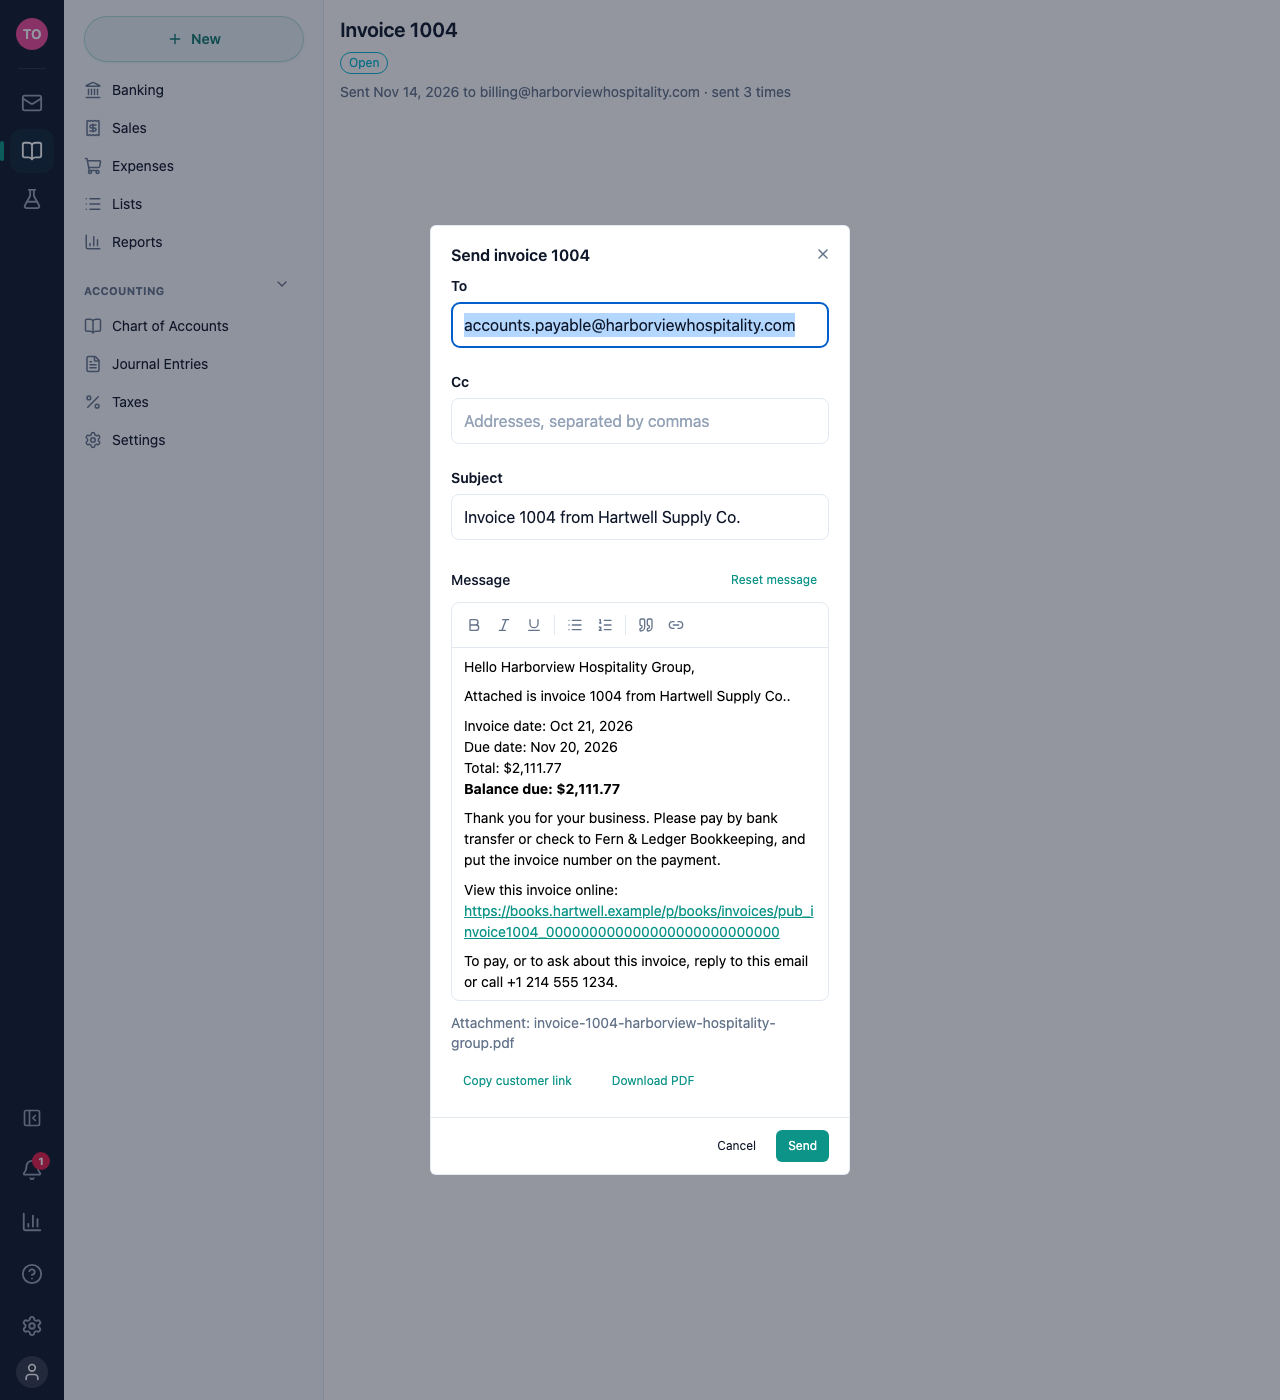 TO
New
Banking
Sales
Expenses
Lists
Reports
ACCOUNTING
Chart of Accounts
Journal Entries
Taxes
Settings
1
Invoice 1004
Open
Sent Nov 14, 2026 to billing@harborviewhospitality.com · sent 3 times
Send invoice 1004
To
accounts.payable@harborviewhospitality.com
Cc
Addresses, separated by commas
Subject
Invoice 1004 from Hartwell Supply Co.
Message
Reset message
Hello Harborview Hospitality Group,
Attached is invoice 1004 from Hartwell Supply Co..
Invoice date: Oct 21, 2026
Due date: Nov 20, 2026
Total: $2,111.77
Balance due: $2,111.77
Thank you for your business. Please pay by bank
transfer or check to Fern & Ledger Bookkeeping, and
put the invoice number on the payment.
View this invoice online:
https://books.hartwell.example/p/books/invoices/pub_i
nvoice1004_000000000000000000000000000
To pay, or to ask about this invoice, reply to this email
or call +1 214 555 1234.
Attachment: invoice-1004-harborview-hospitality-
group.pdf
Copy customer link
Download PDF
Cancel
Send